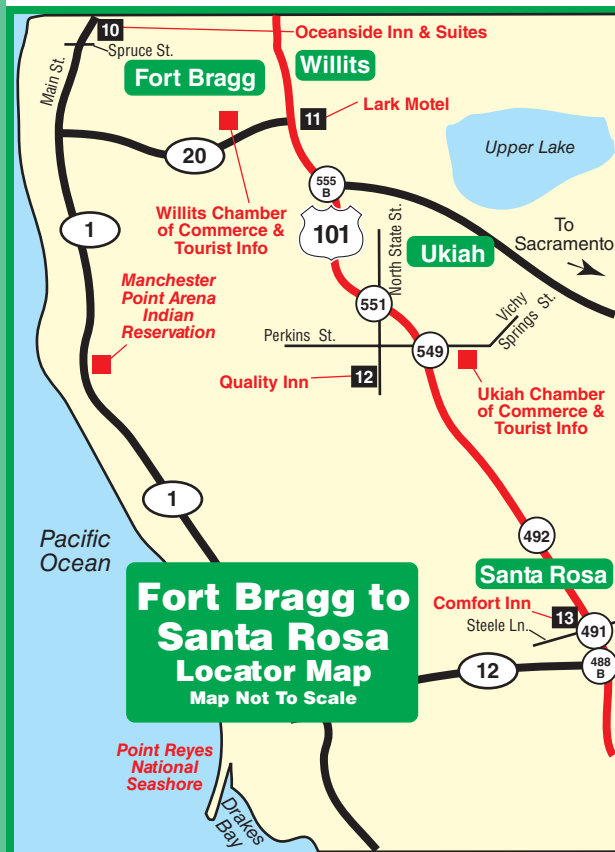 10
Oceanside Inn & Suites
Spruce St.
Main St.
Fort Bragg
Willits
11
Lark Motel
20
Upper Lake
Willits Chamber
of Commerce &
Tourist Info
555
B
101
North State St.
Ukiah
To
Sacramento
1
Manchester
Point Arena
Indian
Reservation
551
Vichy
Springs St.
Perkins St.
549
Quality Inn
12
Ukiah Chamber
of Commerce &
Tourist Info
1
Pacific
Ocean
492
Santa Rosa
Fort Bragg to
Santa Rosa
Locator Map
Map Not To Scale
Comfort Inn
13
Steele Ln.
491
12
488
B
Point Reyes
National
Seashore
Drakes
Bay